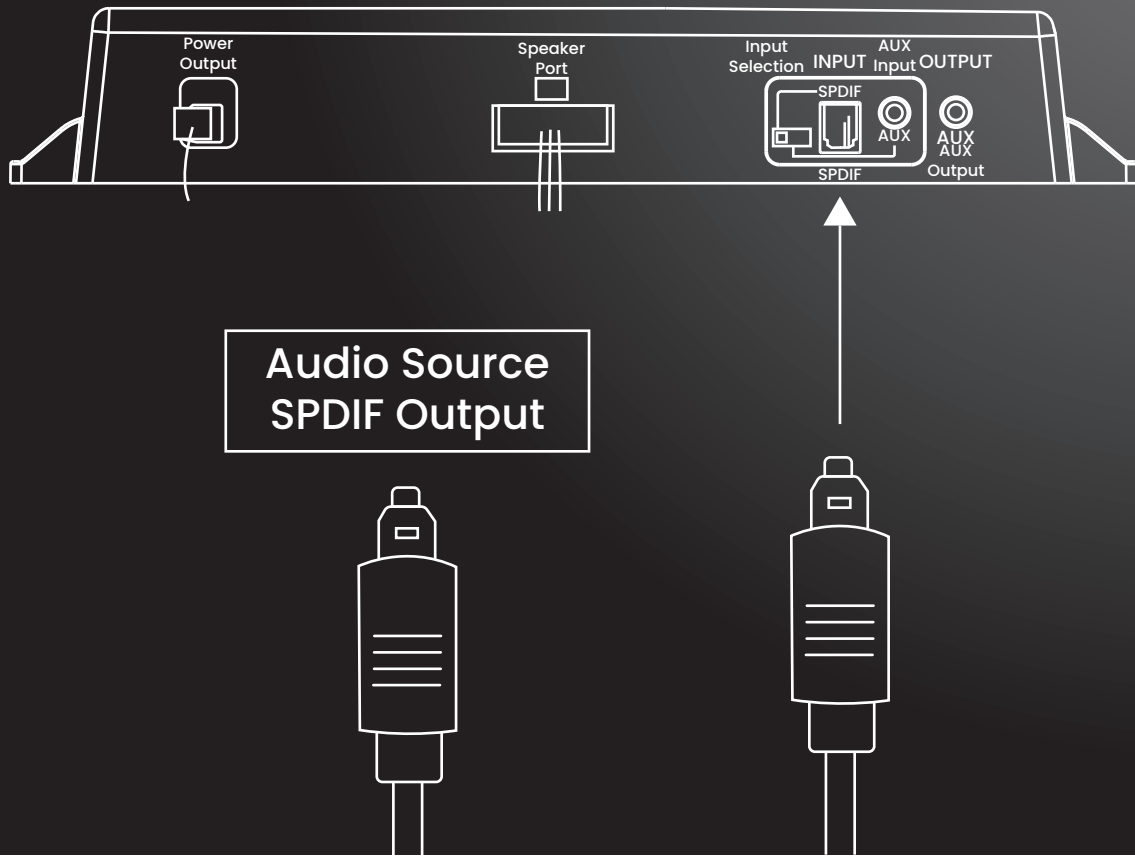 Power
Output
Speaker
Port
Input
Selection
INPUT
AUX
Input
OUTPUT
SPDIF
AUX
SPDIF
AUX
AUX
Output
Audio Source
SPDIF Output